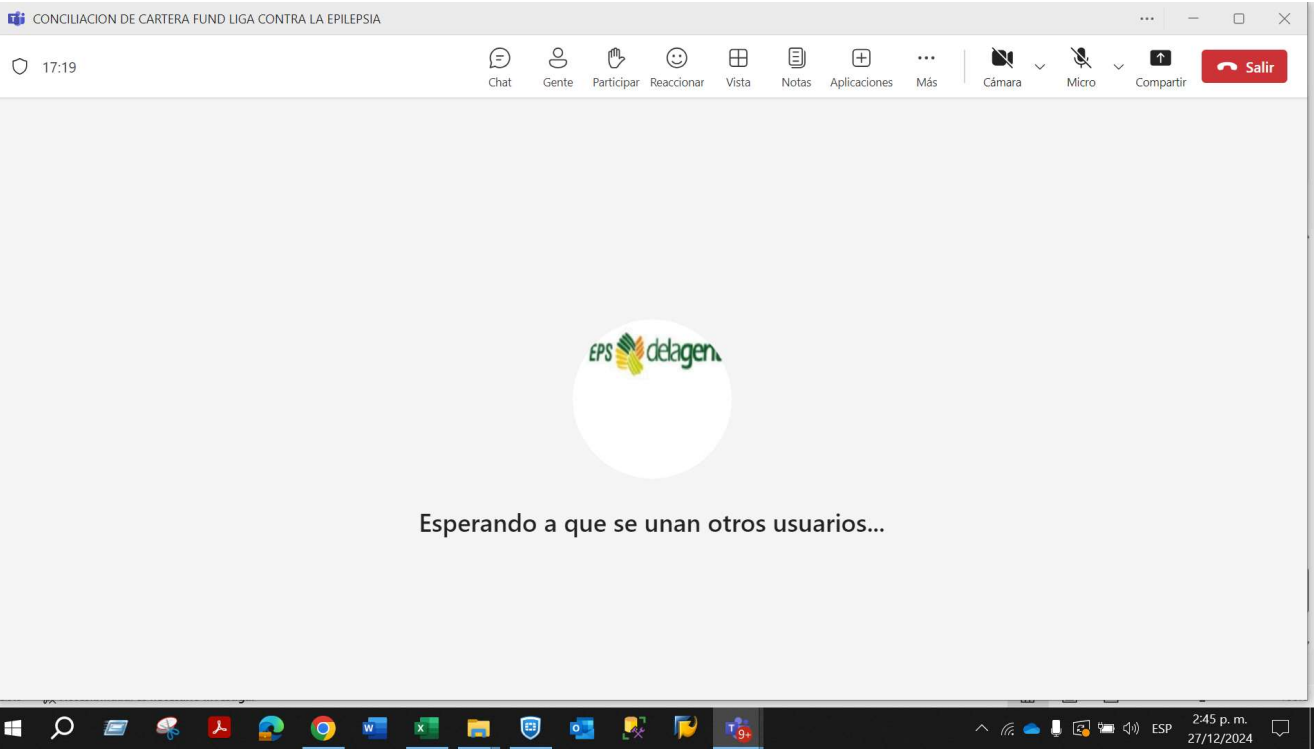 CONCILIACION DE CARTERA FUND LIGA CONTRA LA EPILEPSIA
17:19
Chat Gente Participar Reaccionar Vista Notas Aplicaciones Más Cámara Micro Compartir Salir
EPS delagen
Esperando a que se unan otros usuarios...
9+ ESP 2:45 p. m.
27/12/2024